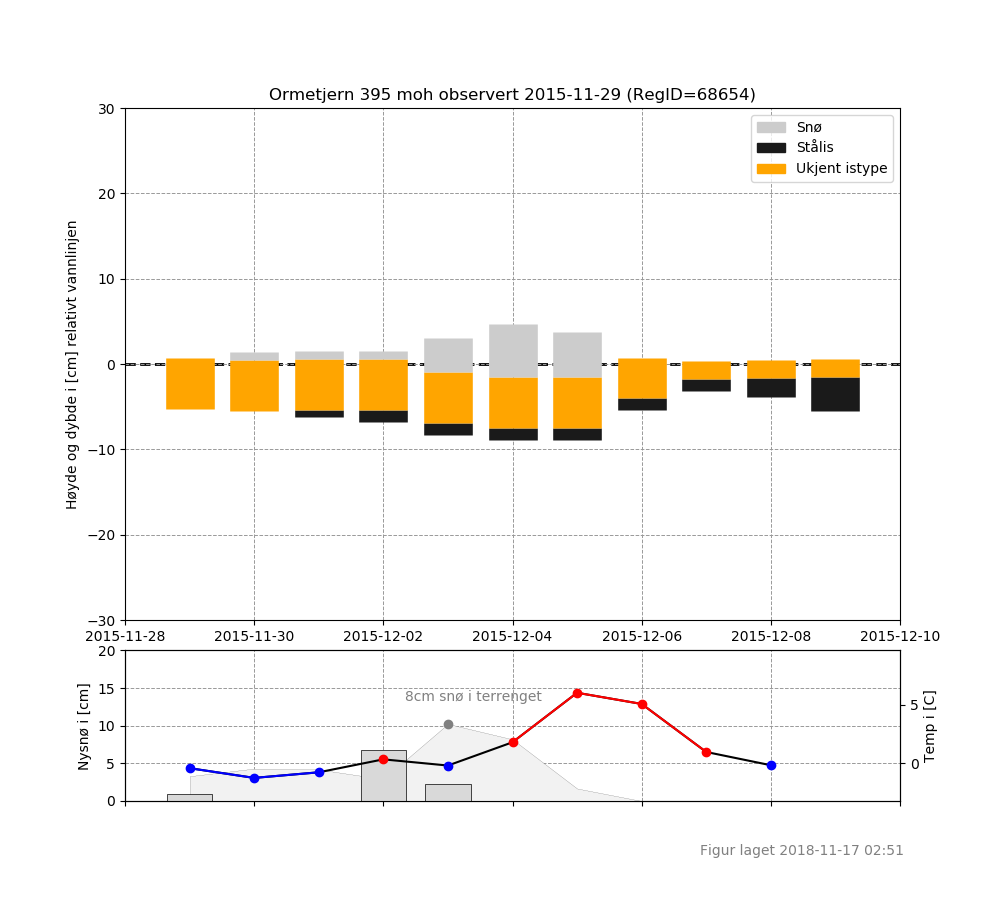 Ormetjern 395 moh observert 2015-11-29 (RegID=68654)
Høyde og dybde i [cm] relativt vannlinjen
30
20
10
0
−10
−20
−30
Snø
Stålis
Ukjent istype
2015-11-28 2015-11-30 2015-12-02 2015-12-04 2015-12-06 2015-12-08 2015-12-10
Nysnø i [cm]
20
15
10
5
0
8cm snø i terrenget
5
0
Temp i [C]
Figur laget 2018-11-17 02:51